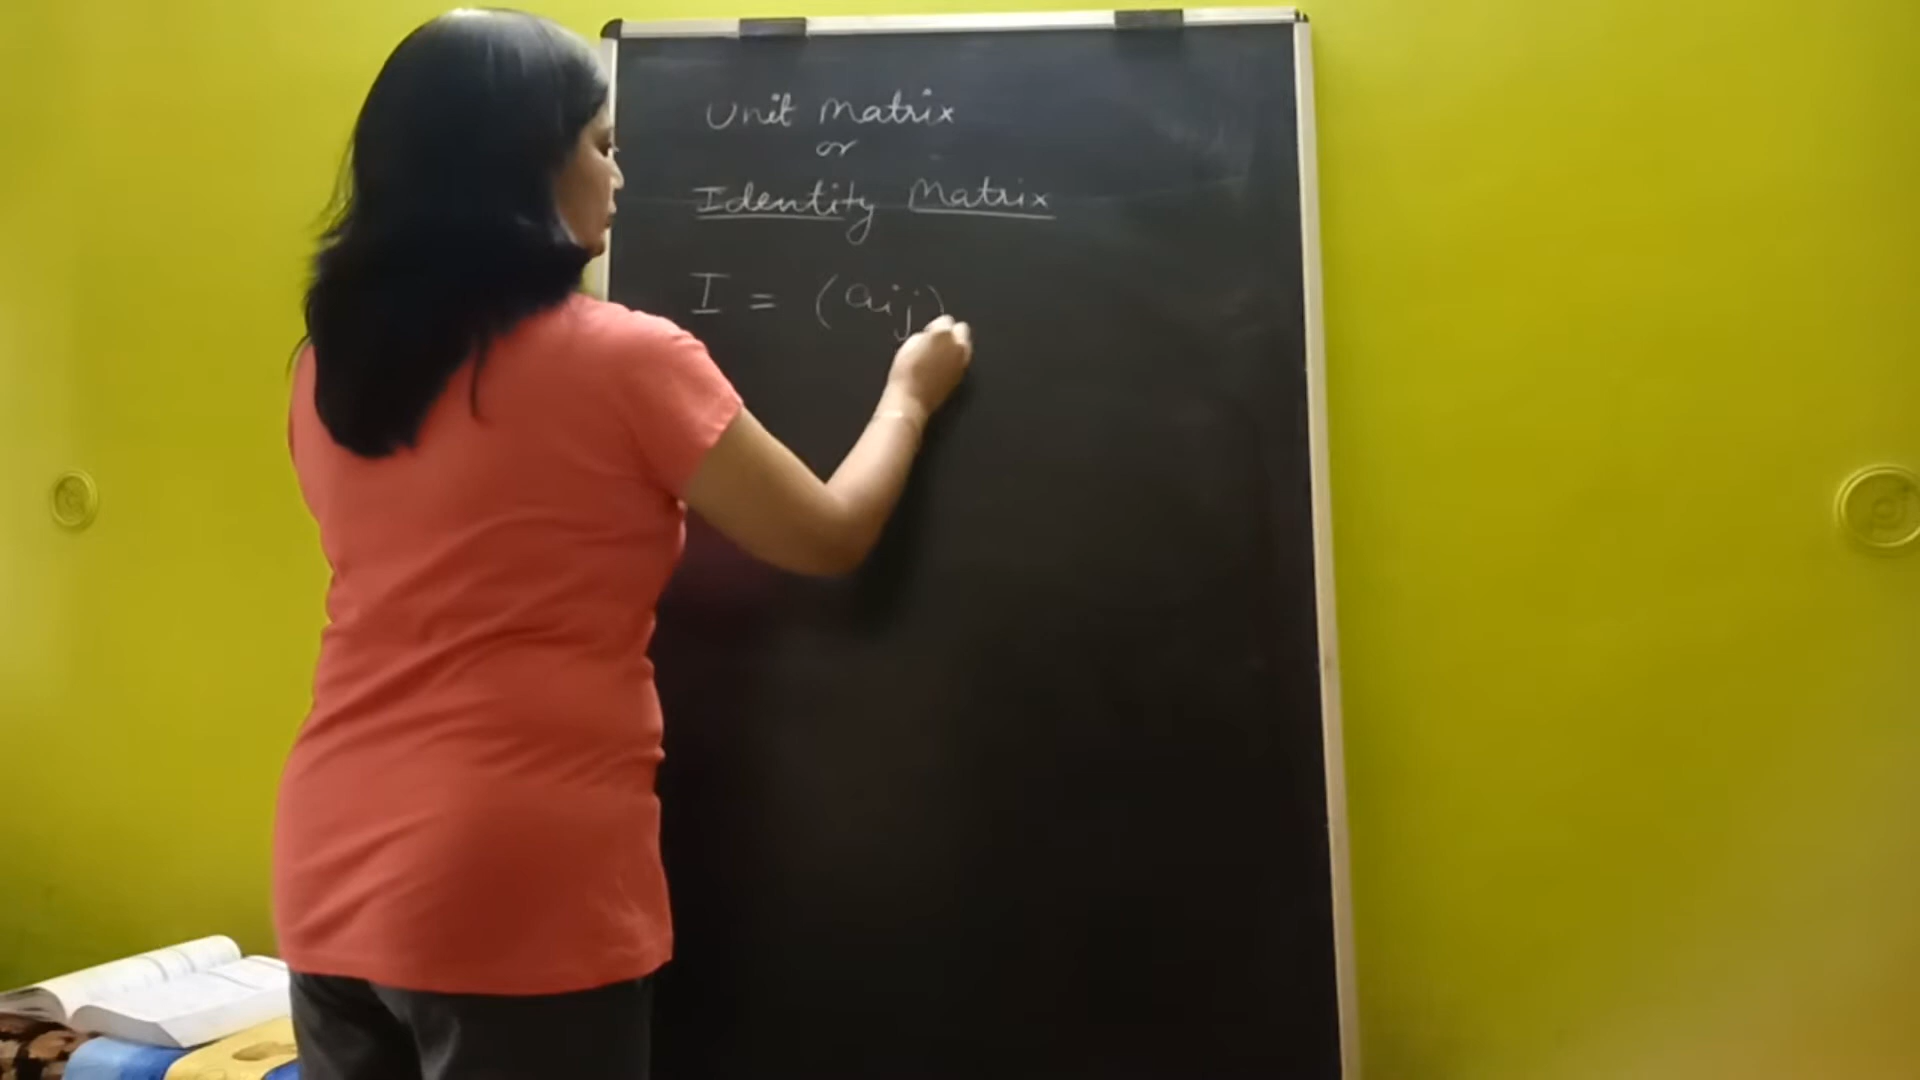 Unit Matrix
or
Identity Matrix
I = (aij)